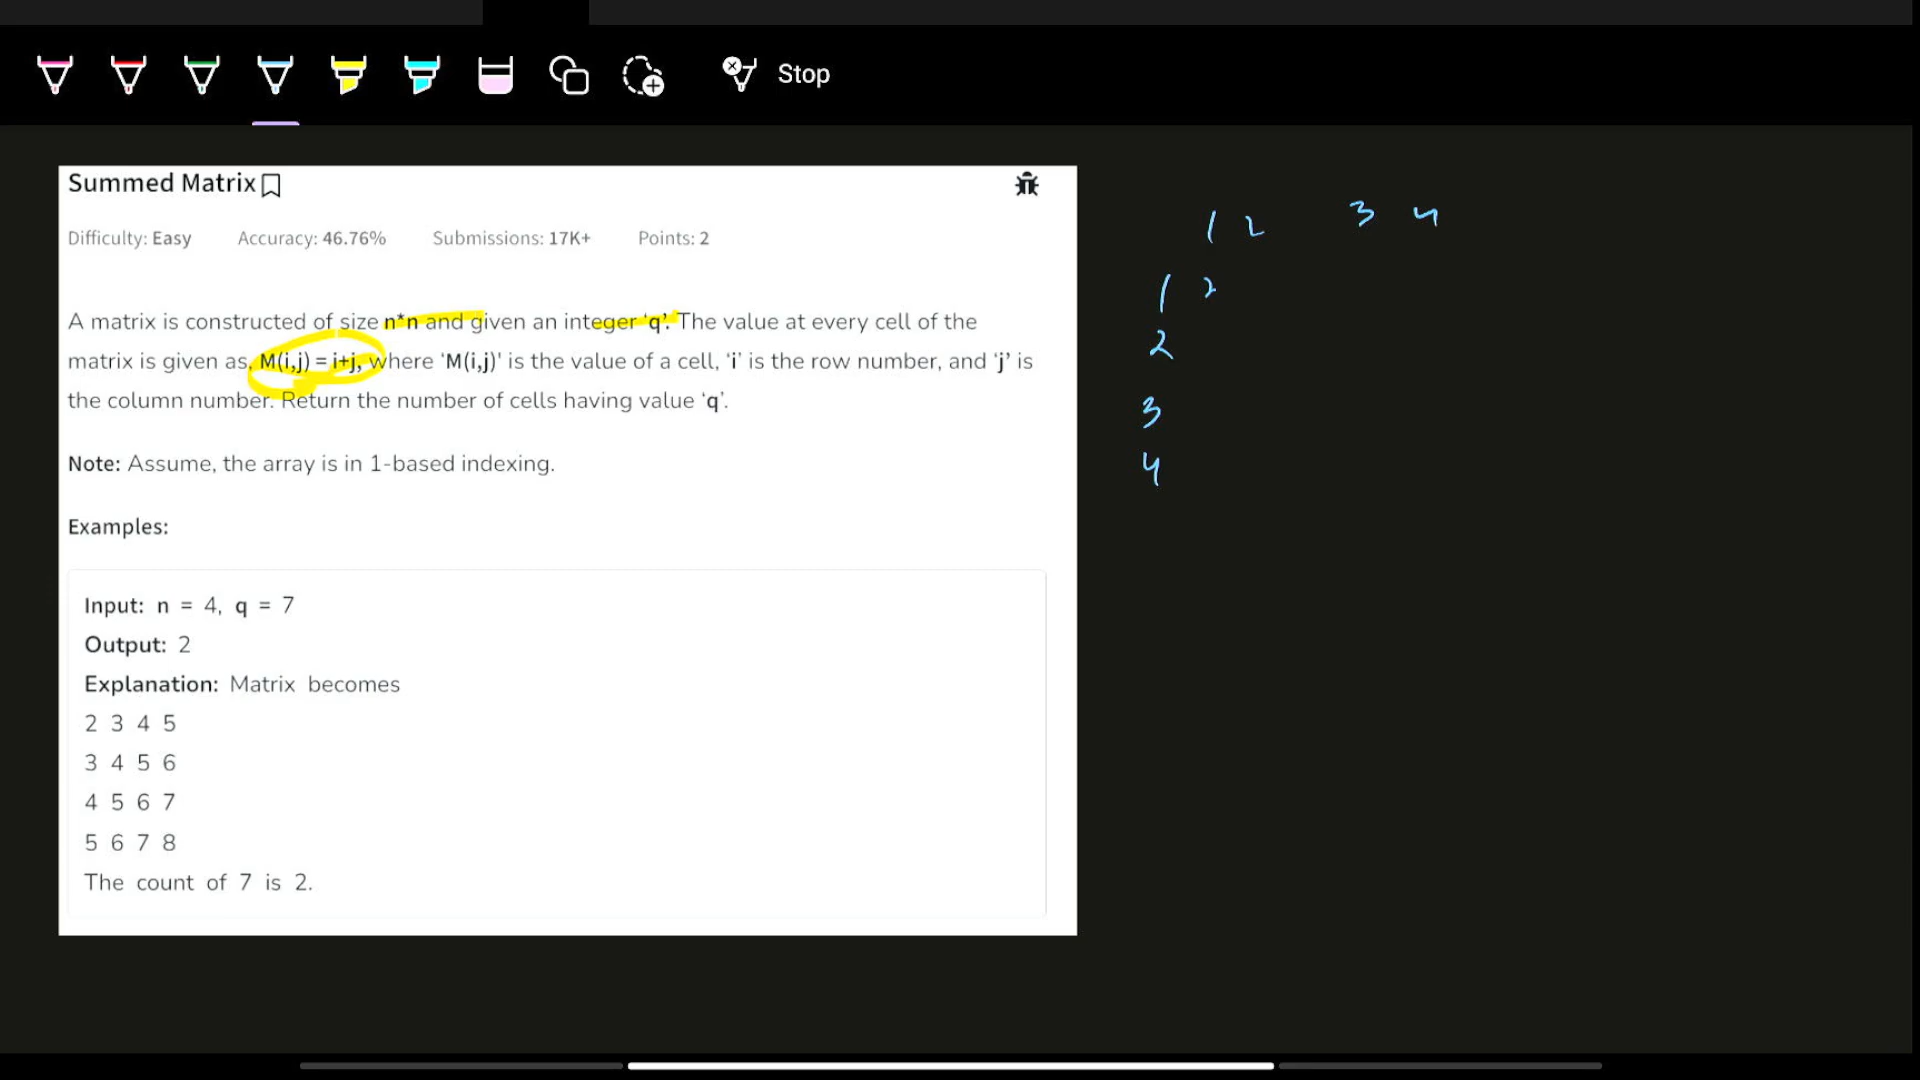 Stop
Summed Matrix
Difficulty: Easy Accuracy: 46.76% Submissions: 17K+ Points: 2
A matrix is constructed of size n*n and given an integer ‘q’. The value at every cell of the
matrix is given as, M(i,j) = i+j, where ‘M(i,j)' is the value of a cell, ‘i’ is the row number, and ‘j’ is
the column number. Return the number of cells having value ‘q’.
Note: Assume, the array is in 1-based indexing.
Examples:
Input: n = 4, q = 7
Output: 2
Explanation: Matrix becomes
2 3 4 5
3 4 5 6
4 5 6 7
5 6 7 8
The count of 7 is 2.
1 2 3 4
1 2
2
3
4